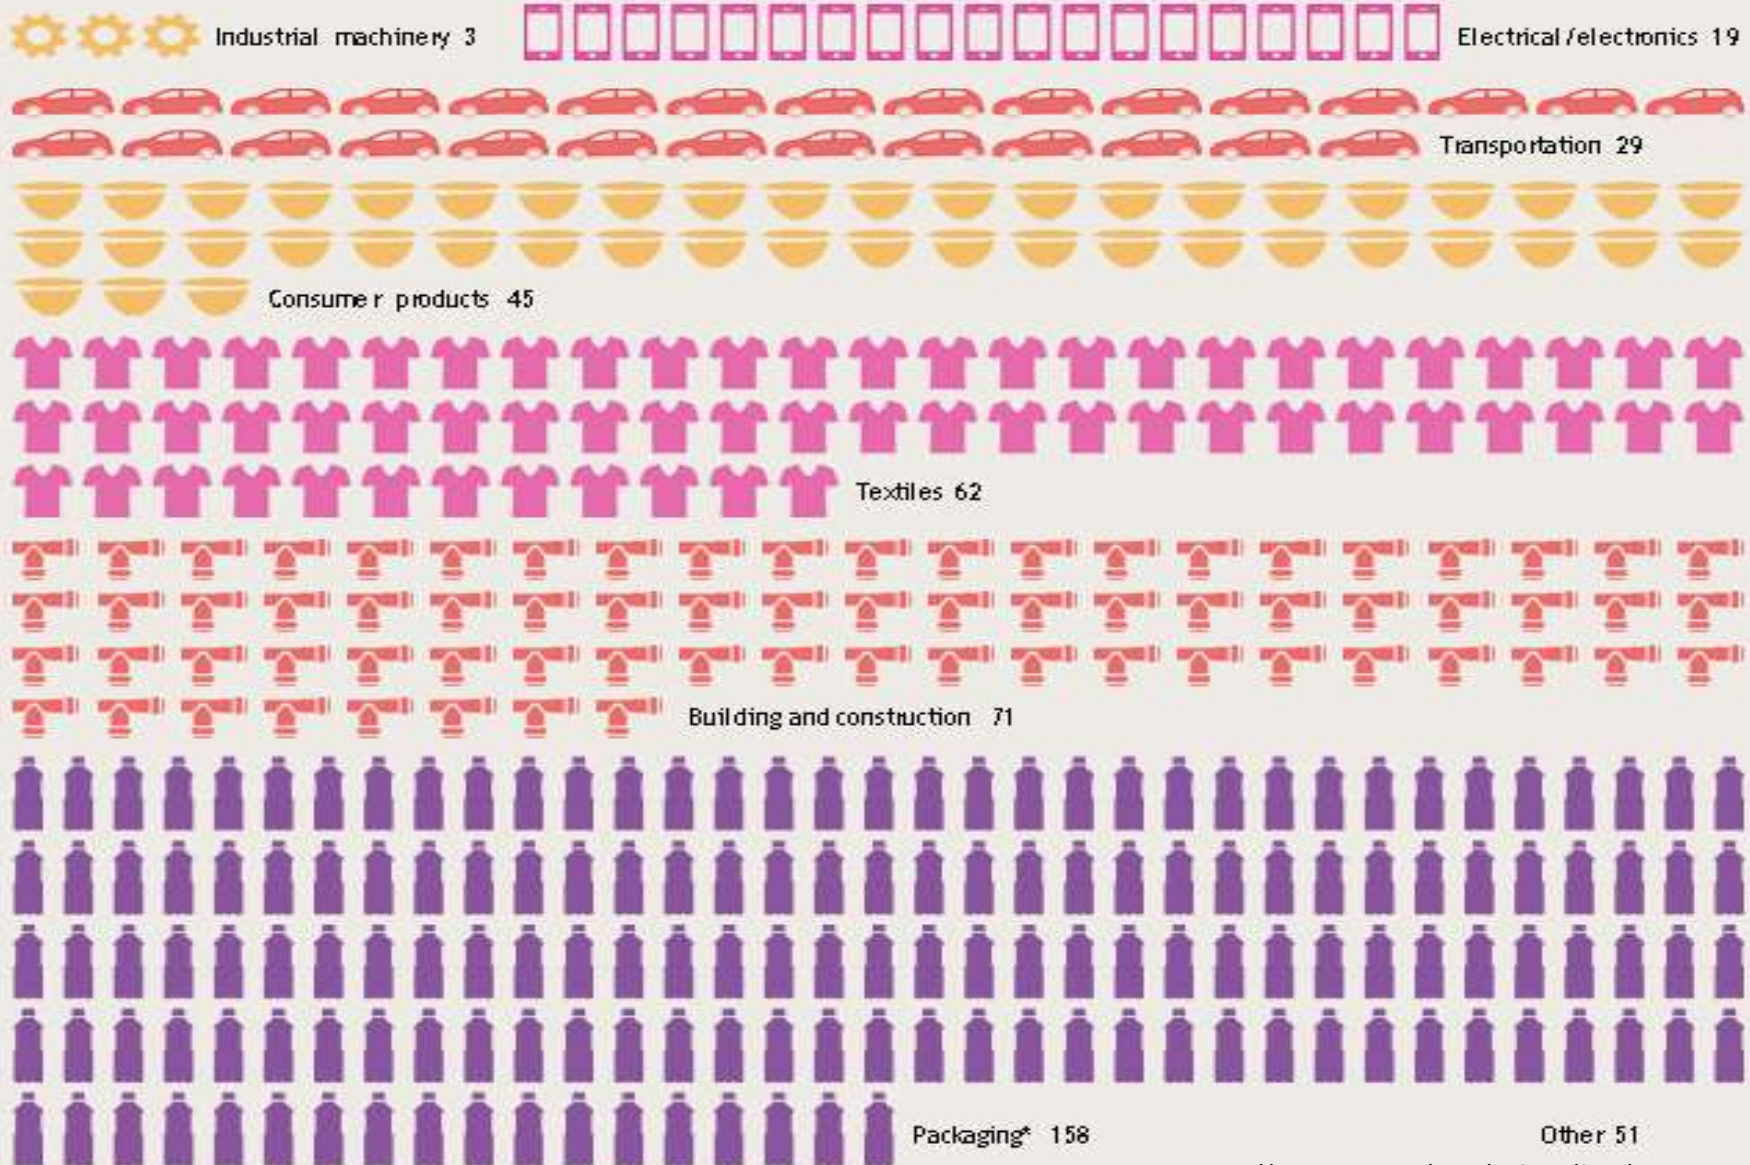 Industrial machinery 3
Electrical/electronics 19
Transportation 29
Consumer products 45
Textiles 62
Building and construction 71
Packaging* 158
Other 51